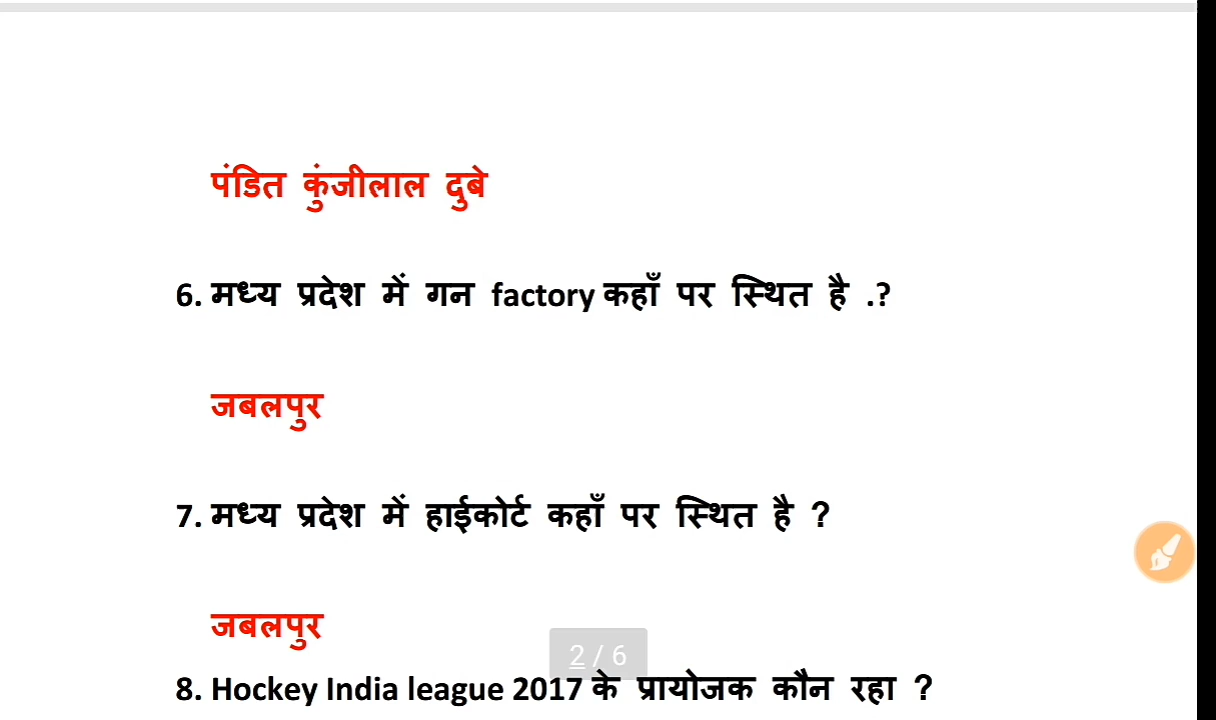 पंडित कुंजीलाल दुबे
6. मध्य प्रदेश में गन factory कहाँ पर स्थित है .?
जबलपुर
7. मध्य प्रदेश में हाईकोर्ट कहाँ पर स्थित है ?
जबलपुर
2 / 6
8. Hockey India league 2017 के प्रायोजक कौन रहा ?